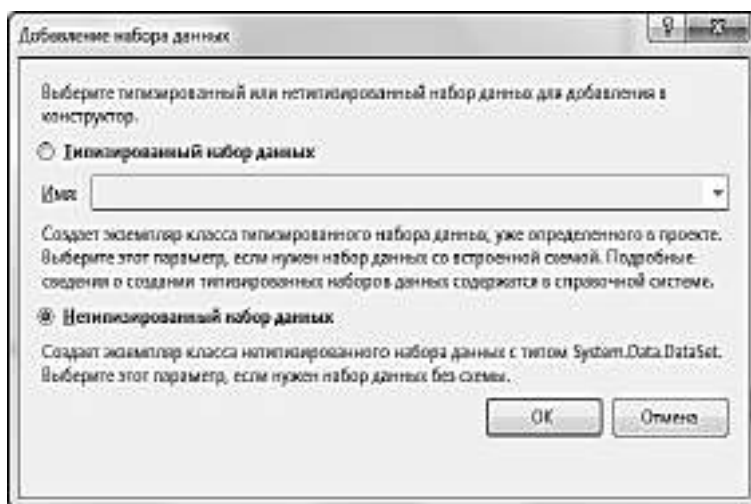 Добавление набора данных
Выберите типизированный или нетипизированный набор данных для добавления в
конструктор.
Типизированный набор данных
Имя:
Создает экземпляр класса типизированного набора данных, уже определенного в проекте.
Выберите этот параметр, если нужен набор данных со встроенной схемой. Подробные
сведения о создании типизированных наборов данных содержатся в справочной системе.
Нетипизированный набор данных
Создает экземпляр класса нетипизированного набора данных с типом System.Data.DataSet.
Выберите этот параметр, если нужен набор данных без схемы.
ОК
Отмена